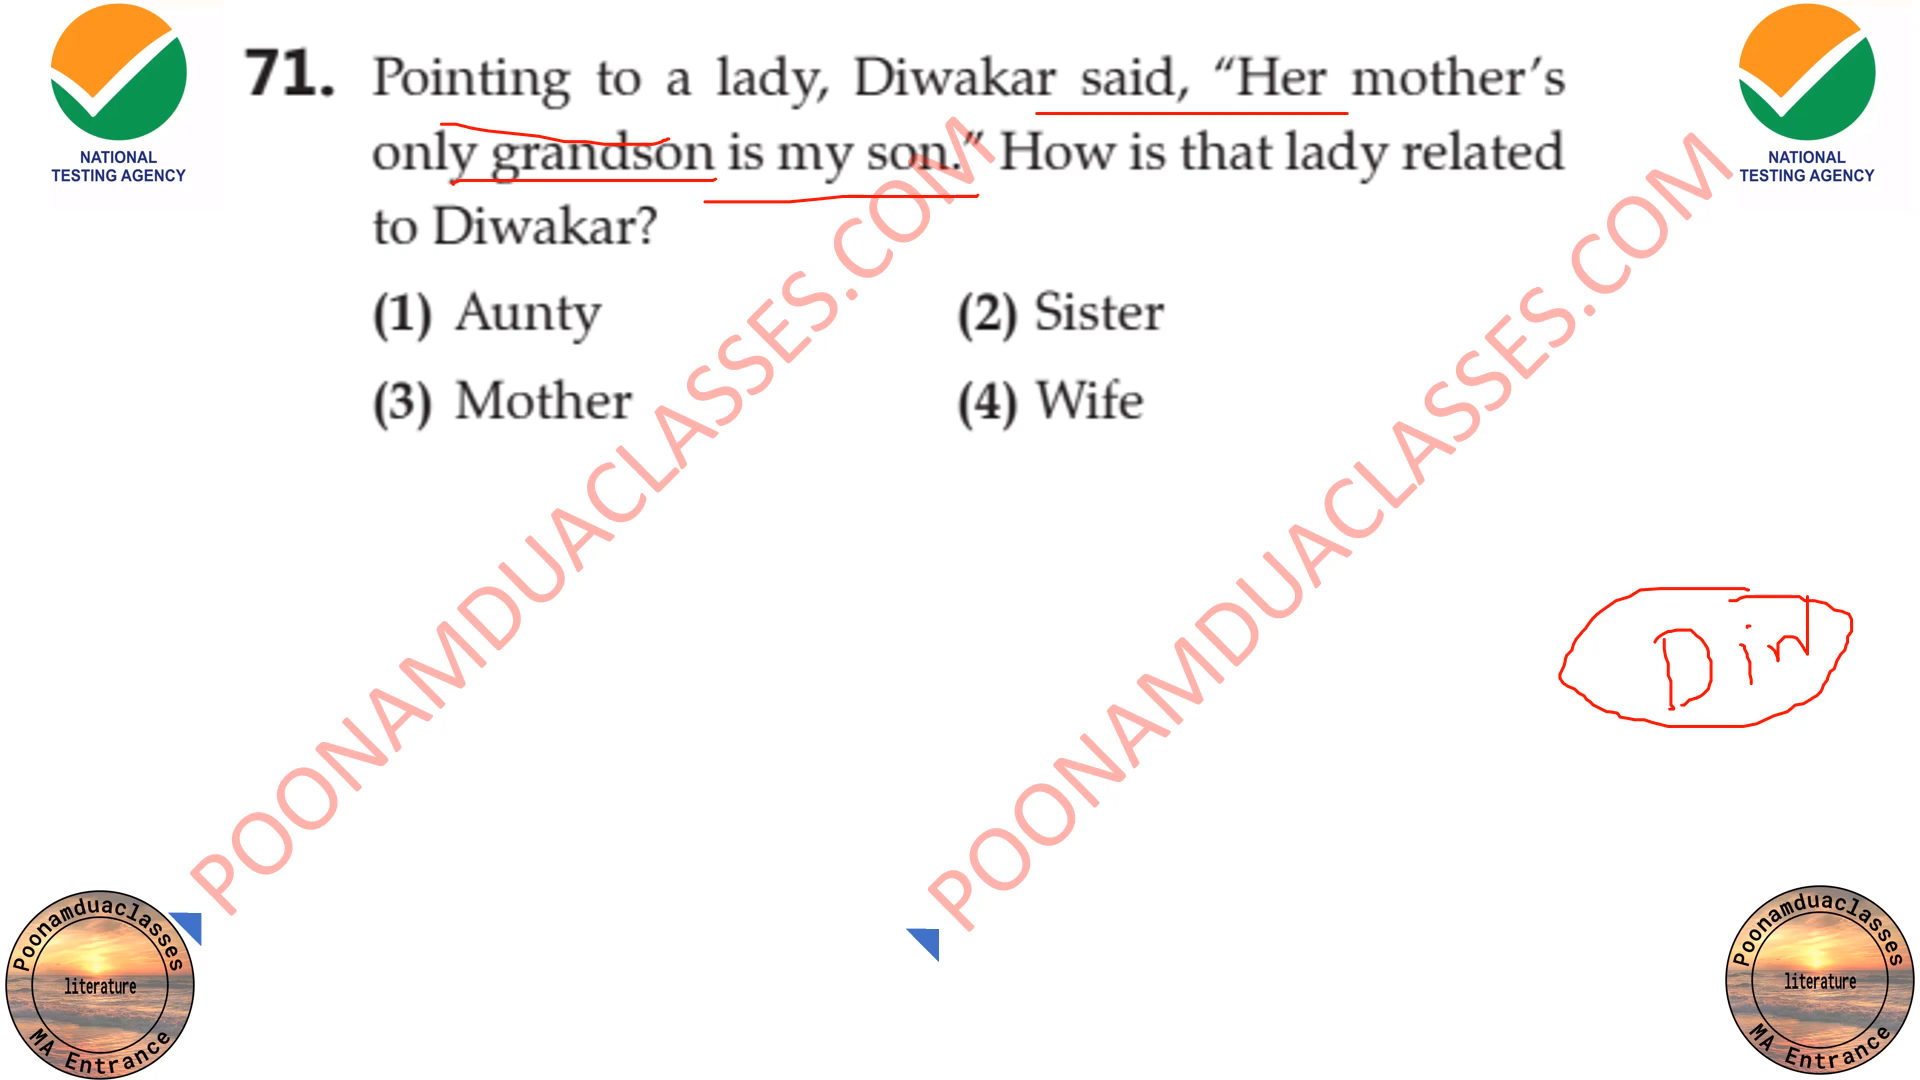 NATIONAL
TESTING AGENCY
71. Pointing to a lady, Diwakar said, “Her mother’s
only grandson is my son.” How is that lady related
to Diwakar?
(1) Aunty
(2) Sister
(3) Mother
(4) Wife
NATIONAL
TESTING AGENCY
POONAMDUACLASSES.COM
POONAMDUACLASSES.COM
Poonamduaclasses
literature
MA Entrance
Poonamduaclasses
literature
MA Entrance